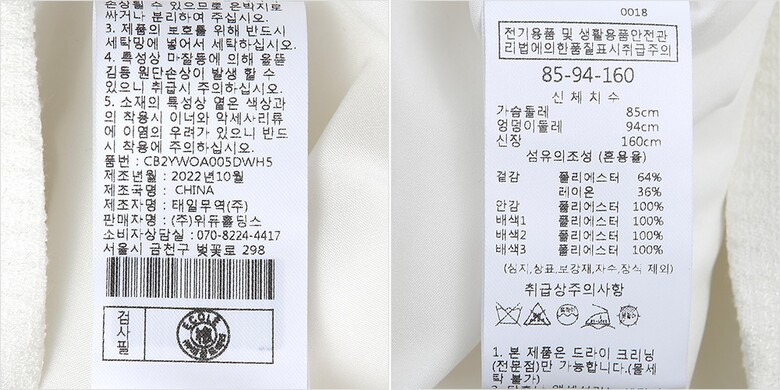 손상될 수 있으므로 은박지로
싸거나 분리하여 주십시오.
3. 제품의 보호를 위해 반드시
세탁망에 넣어서 세탁하십시오.
4. 특성상 마찰등에 의해 올뜯
김등 원단손상이 발생 할 수
있으니 취급시 주의하십시오.
5. 소재의 특성상 옅은 색상과
의 착용시 이너와 악세사리류
에 이염의 우려가 있으니 반드
시 착용에 주의하십시오.
품번 : CB2YWOA005DWH5
제조년월 : 2022년10월
제조국명 : CHINA
제조자명 : 태일무역(주)
판매자명 : (주)위듀홀딩스
소비자상담실 : 070-8224-4417
서울시 금천구 벚꽃로 298
검사필
ECOLE
0018
전기용품 및 생활용품안전관
리법에의한품질표시취급주의
85-94-160
신체치수
가슴둘레 85cm
엉덩이둘레 94cm
신장 160cm
섬유의조성 (혼용율)
겉감 폴리에스터 64%
레이온 36%
안감 폴리에스터 100%
배색1 폴리에스터 100%
배색2 폴리에스터 100%
배색3 폴리에스터 100%
(심지,상표,보강재,자수,장식 제외)
취급상주의사항
1. 본 제품은 드라이 크리닝
(전문점)만 가능합니다.(물세
탁 불가)